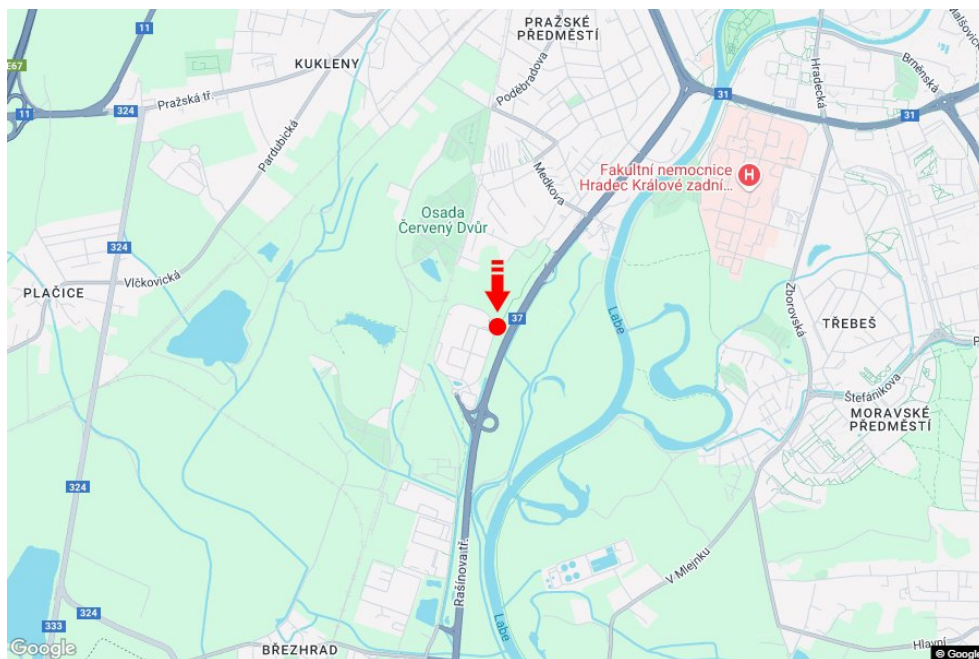 Malšovic
PRAŽSKÉ
PŘEDMĚSTÍ
11
E67
KUKLENY
Pražská tř.
324
11
Poděbradova
Hradecká
Brněnská
31
31
Pardubická
Medkova
Fakultní nemocnice
Hradec Králové zadní...
H
Osada
Červený Dvůr
324
Vlčkovická
PLAČICE
37
Labe
Zborovská
TŘEBEŠ
Štefánikova
MORAVSKÉ
PŘEDMĚSTÍ
324
Rašínova tř.
V Mlejnku
324
333
Labe
BŘEZHRAD
Hlavní
Google
© Google